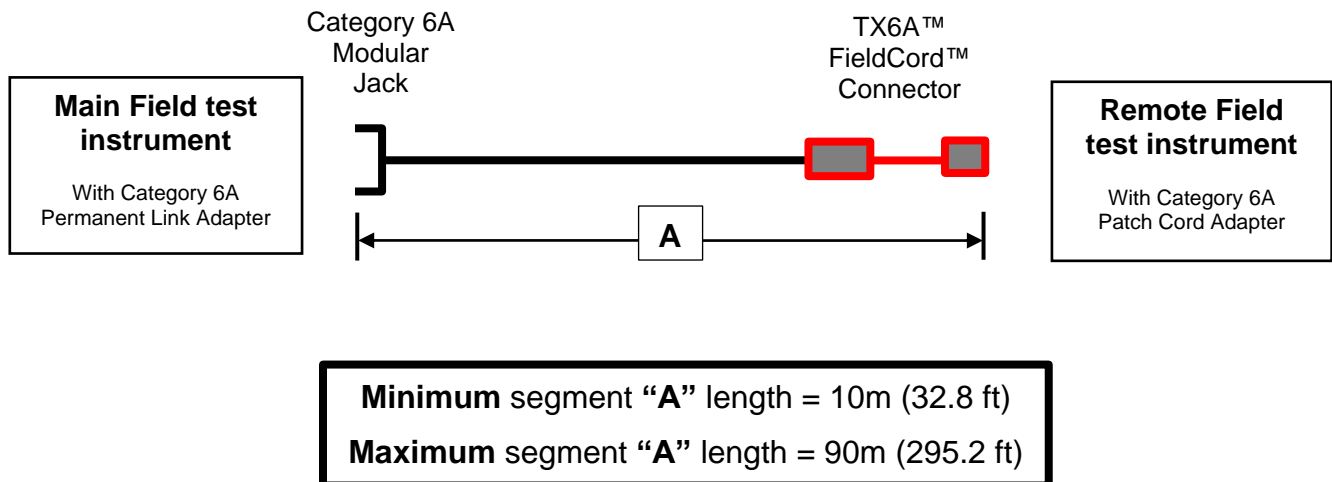 Category 6A
Modular
Jack
TX6A™
FieldCord™
Connector
Main Field test
instrument
With Category 6A
Permanent Link Adapter
Remote Field
test instrument
With Category 6A
Patch Cord Adapter
A
Minimum segment “A” length = 10m (32.8 ft)
Maximum segment “A” length = 90m (295.2 ft)